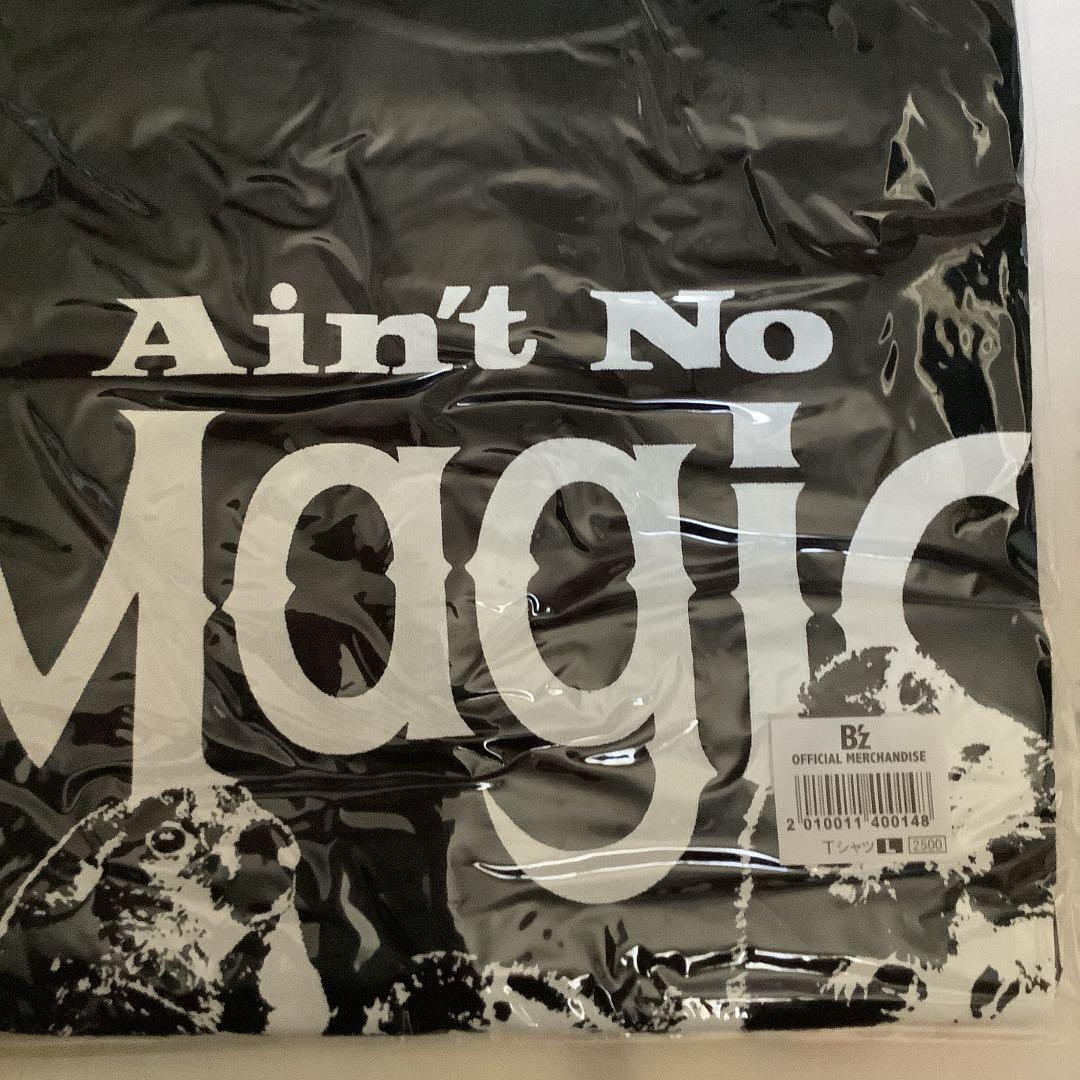 Ain't No
Magic
B'z
OFFICIAL MERCHANDISE
2 010011 400148
Tシャツ L 2500